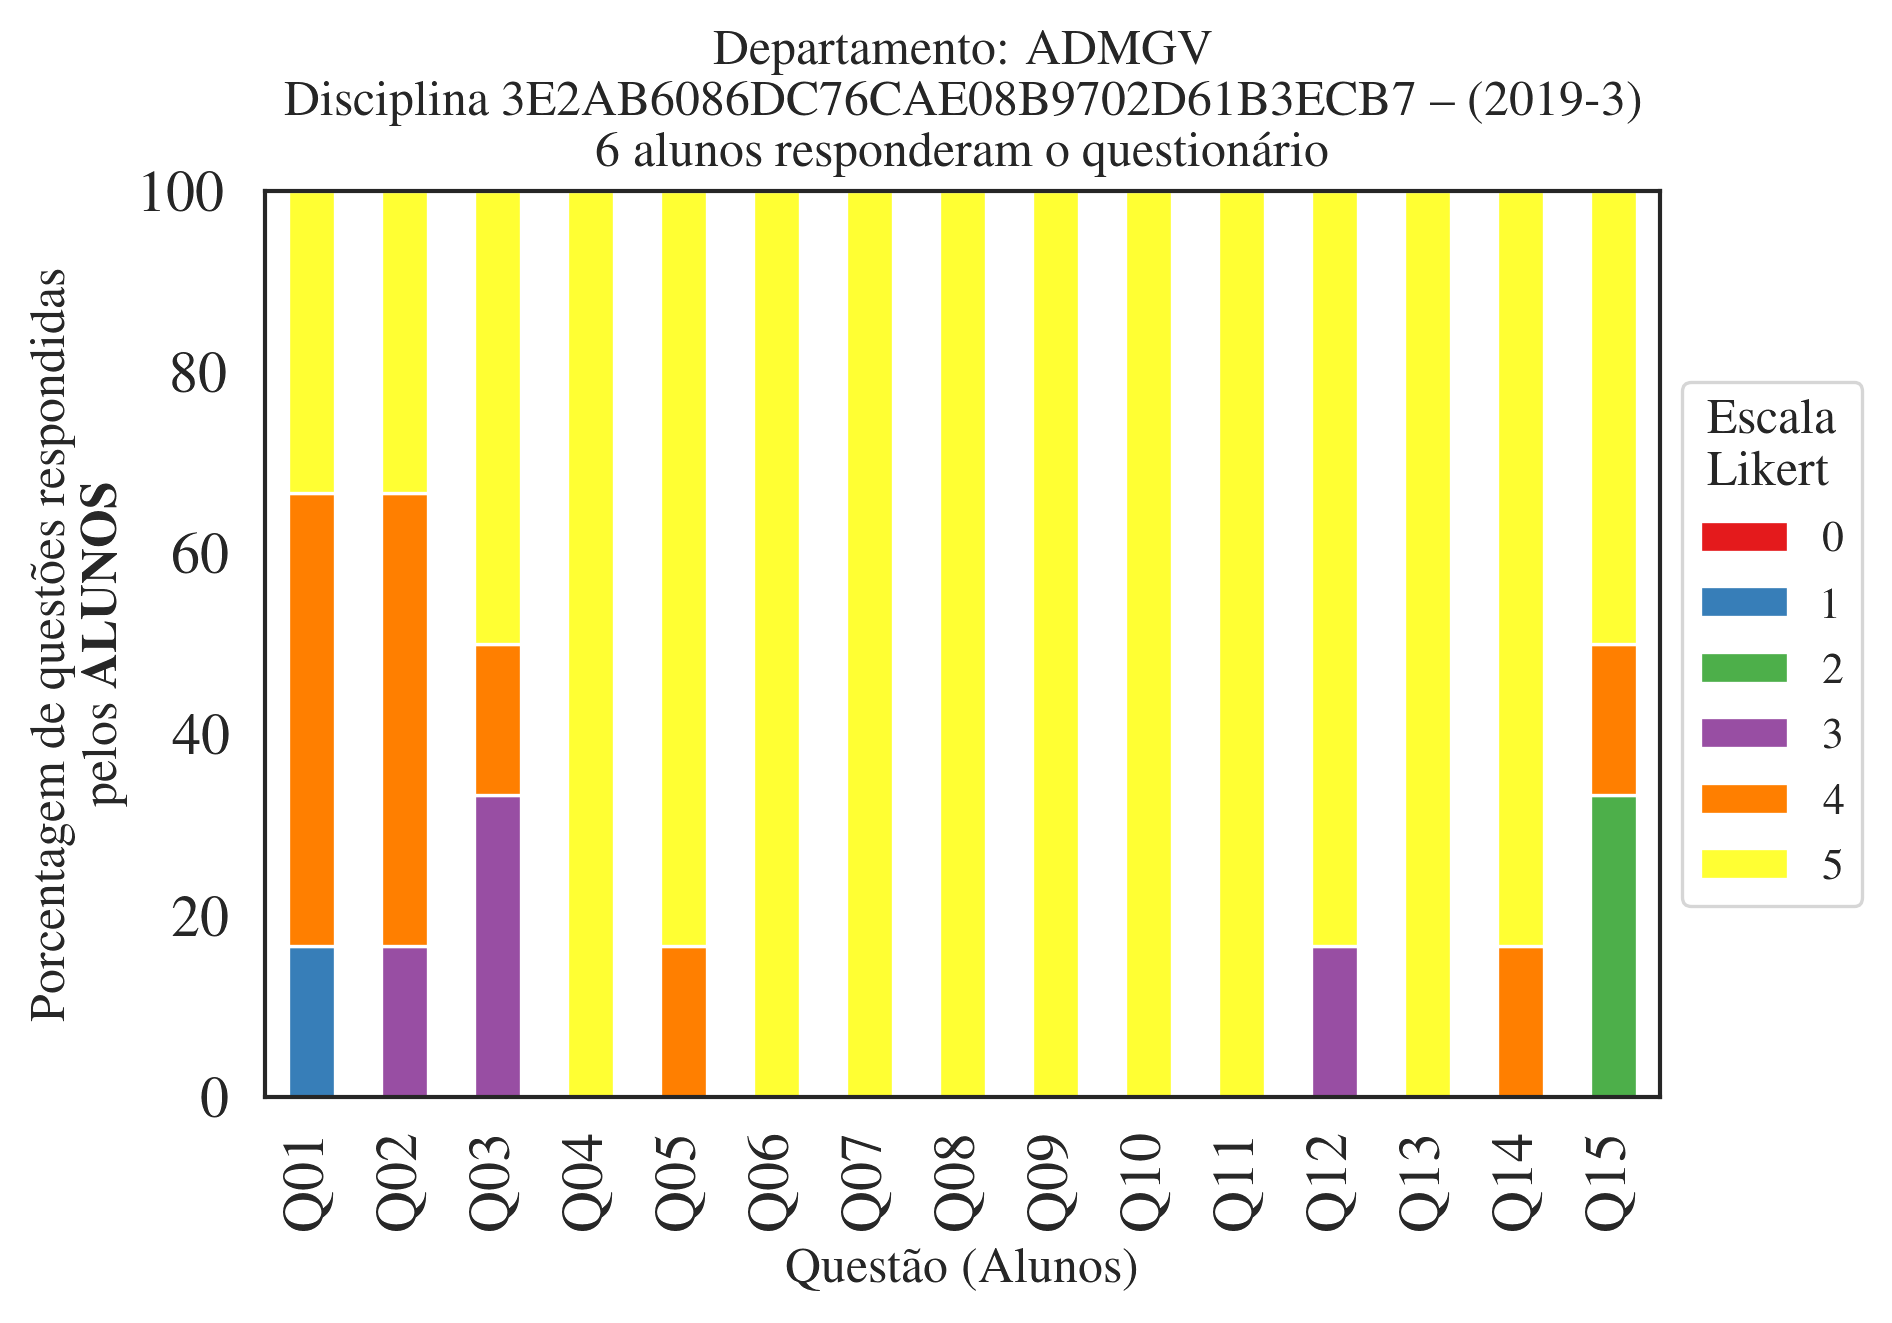 Departamento: ADMGV
Disciplina 3E2AB6086DC76CAE08B9702D61B3ECB7 – (2019-3)
6 alunos responderam o questionário
Porcentagem de questões respondidas
pelos ALUNOS
100
80
60
40
20
0
Q01
Q02
Q03
Q04
Q05
Q06
Q07
Q08
Q09
Q10
Q11
Q12
Q13
Q14
Q15
Questão (Alunos)
Escala
Likert
0
1
2
3
4
5